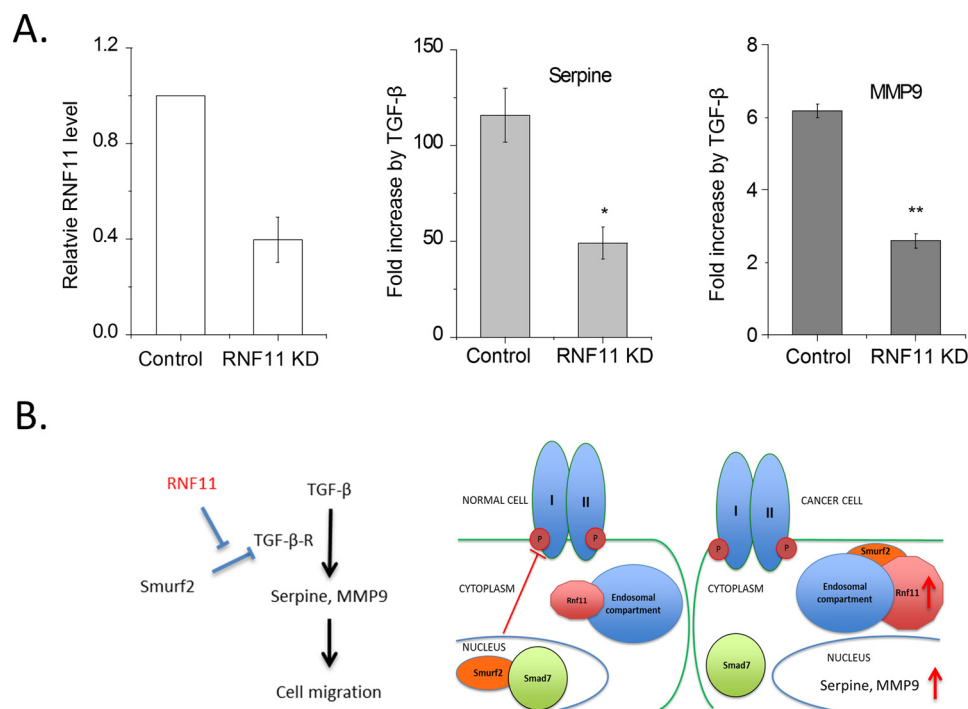 A.
Relatvie RNF11 level
1.2
0.8
0.4
0.0
Control
RNF11 KD
Fold increase by TGF-β
150
100
50
0
Serpine
*
Control
RNF11 KD
Fold increase by TGF-β
8
6
4
2
0
MMP9
**
Control
RNF11 KD
B.
RNF11
TGF-β
TGF-β-R
Smurf2
Serpine, MMP9
Cell migration
NORMAL CELL
I
II
P
P
CYTOPLASM
Rnf11
Endosomal
compartment
NUCLEUS
Smurf2
Smad7
I
II
CANCER CELL
P
P
CYTOPLASM
Smurf2
Endosomal
compartment
Rnf11
Smad7
NUCLEUS
Serpine, MMP9